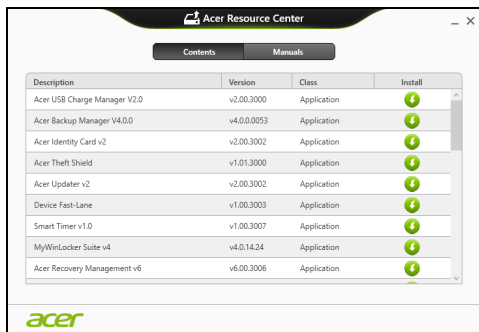 Acer Resource Center
Contents Manuals
Description Version Class Install
Acer USB Charge Manager V2.0 v2.00.3000 Application
Acer Backup Manager V4.0.0 v4.0.0.0053 Application
Acer Identity Card v2 v2.00.3002 Application
Acer Theft Shield v1.01.3000 Application
Acer Updater v2 v2.00.3002 Application
Device Fast-Lane v1.00.3003 Application
Smart Timer v1.0 v1.00.3007 Application
MyWinLocker Suite v4 v4.0.14.24 Application
Acer Recovery Management v6 v6.00.3006 Application
acer